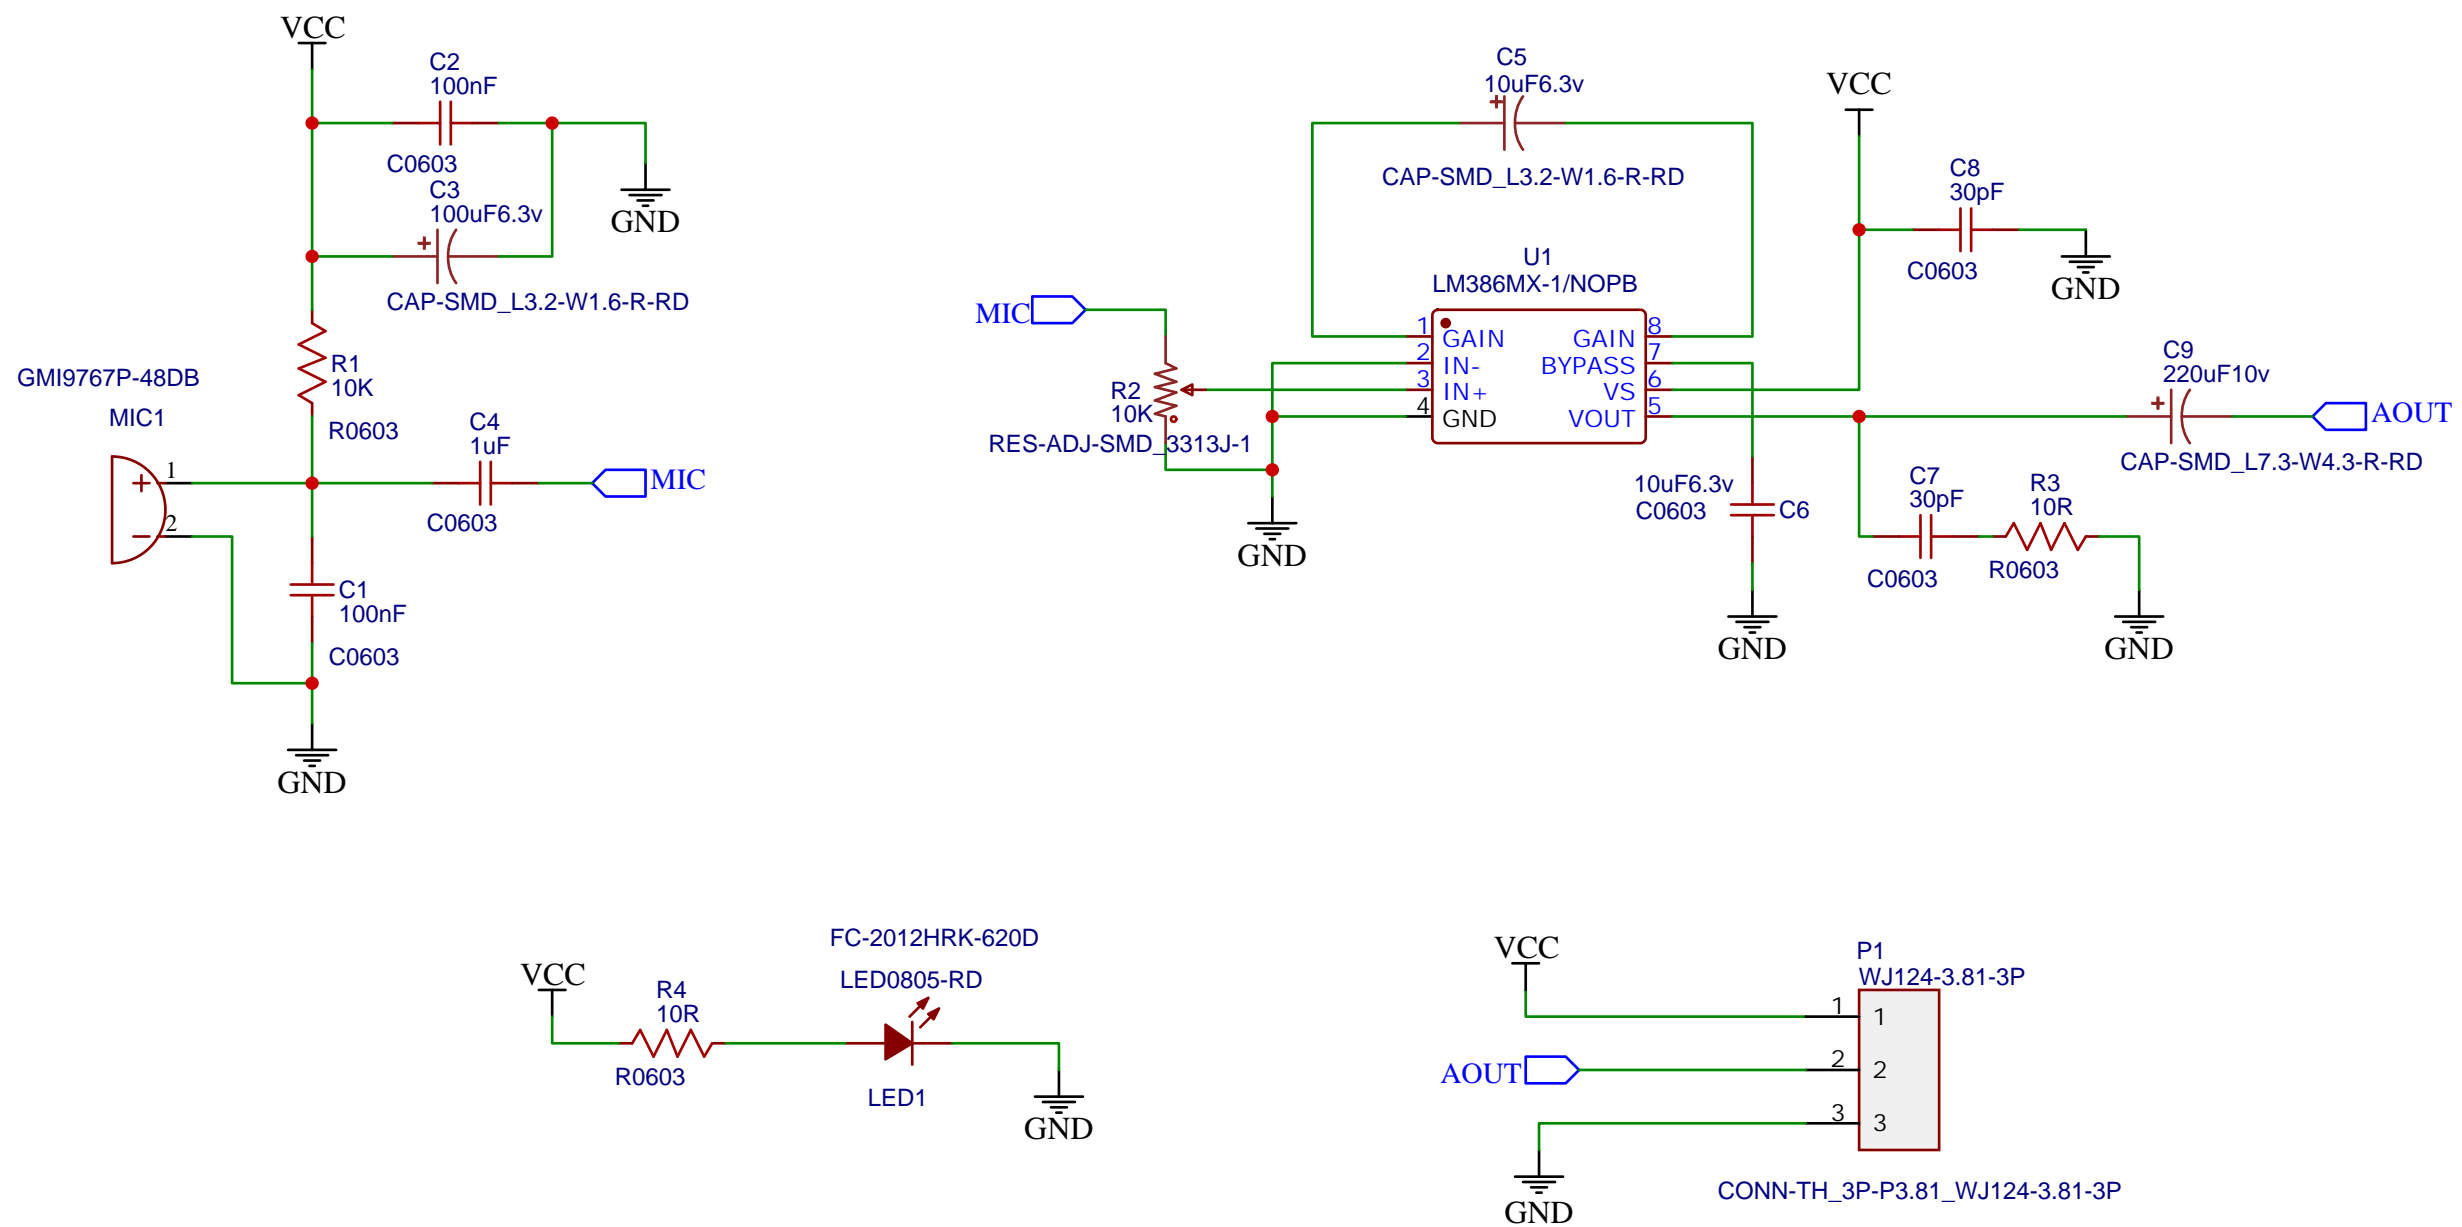 VCC
C2
100nF
C0603
C3
100uF6.3v
CAP-SMD_L3.2-W1.6-R-RD
GND
R1
10K
R0603
GMI9767P-48DB
MIC1
1
2
C4
1uF
C0603
MIC
C1
100nF
C0603
GND
C5
10uF6.3v
CAP-SMD_L3.2-W1.6-R-RD
VCC
C8
30pF
C0603
GND
U1
LM386MX-1/NOPB
MIC
R2
10K
RES-ADJ-SMD_3313J-1
1 GAIN
2 IN-
3 IN+
4 GND
GAIN 8
BYPASS 7
VS 6
VOUT 5
GND
10uF6.3v
C0603
C6
GND
C9
220uF10v
AOUT
CAP-SMD_L7.3-W4.3-R-RD
C7
30pF
C0603
R3
10R
R0603
GND
FC-2012HRK-620D
LED0805-RD
VCC
R4
10R
R0603
LED1
GND
VCC
P1
WJ124-3.81-3P
1 1
AOUT
2 2
3 3
CONN-TH_3P-P3.81_WJ124-3.81-3P
GND